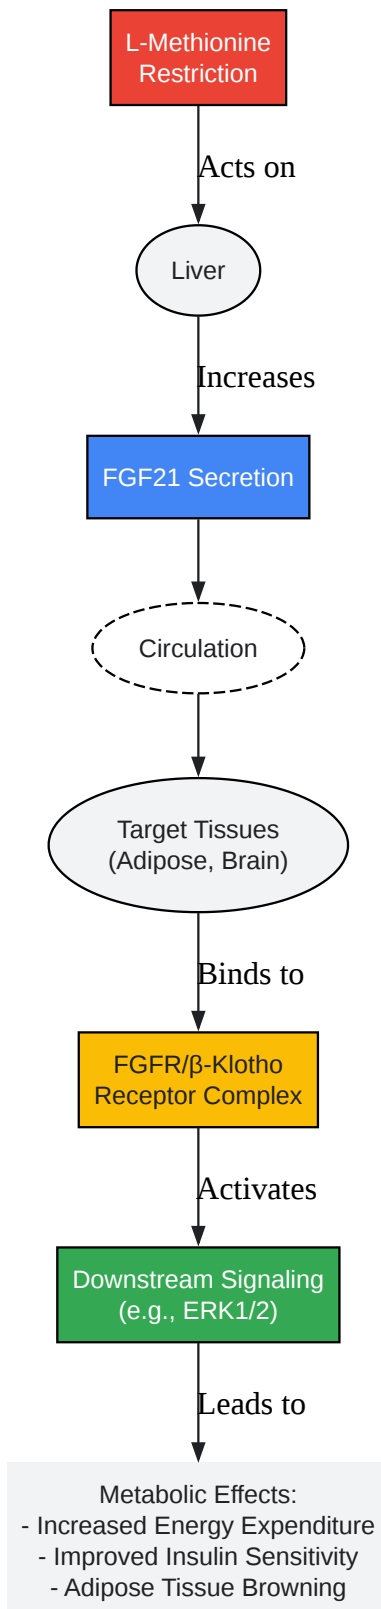 L-Methionine
Restriction
Acts on
Liver
Increases
FGF21 Secretion
Circulation
Target Tissues
(Adipose, Brain)
Binds to
FGFR/β-Klotho
Receptor Complex
Activates
Downstream Signaling
(e.g., ERK1/2)
Leads to
Metabolic Effects:
- Increased Energy Expenditure
- Improved Insulin Sensitivity
- Adipose Tissue Browning